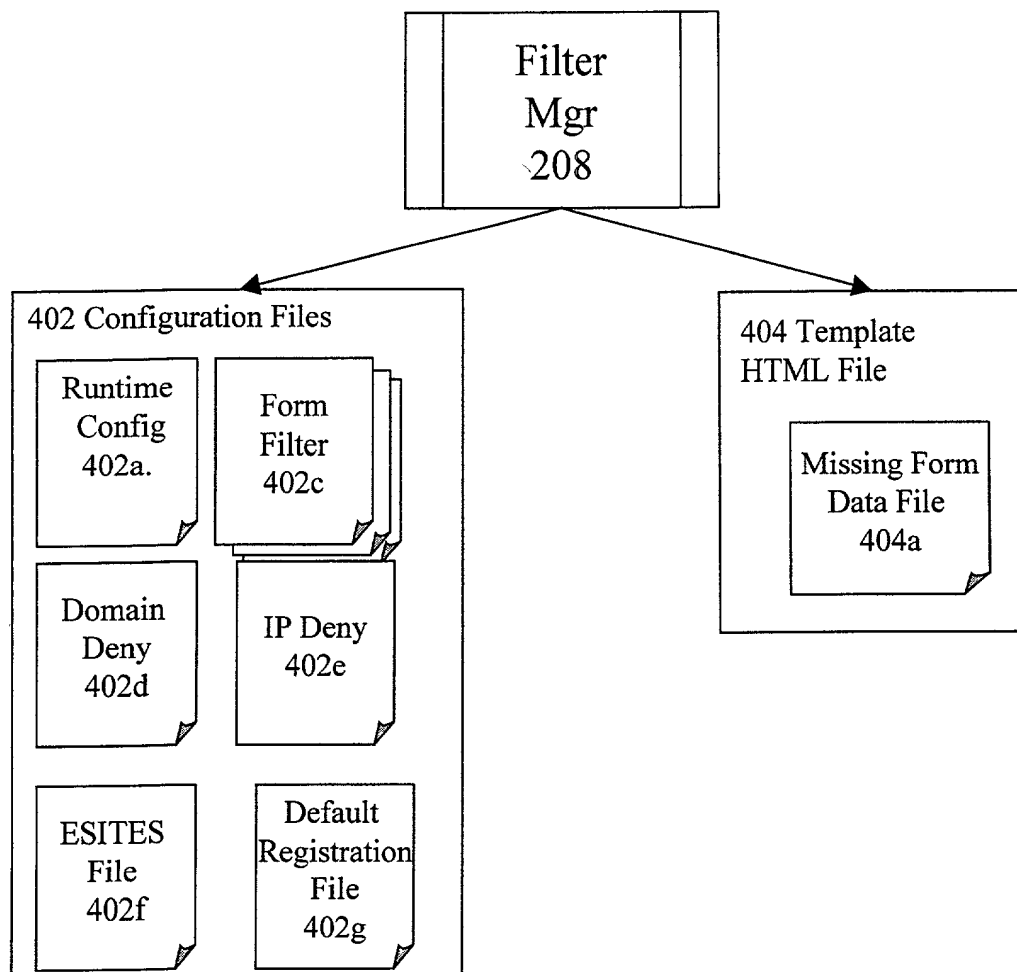 Filter
Mgr
208
402 Configuration Files
Runtime
Config
402a.
Form
Filter
402c
Domain
Deny
402d
IP Deny
402e
ESITES
File
402f
Default
Registration
File
402g
404 Template
HTML File
Missing Form
Data File
404a